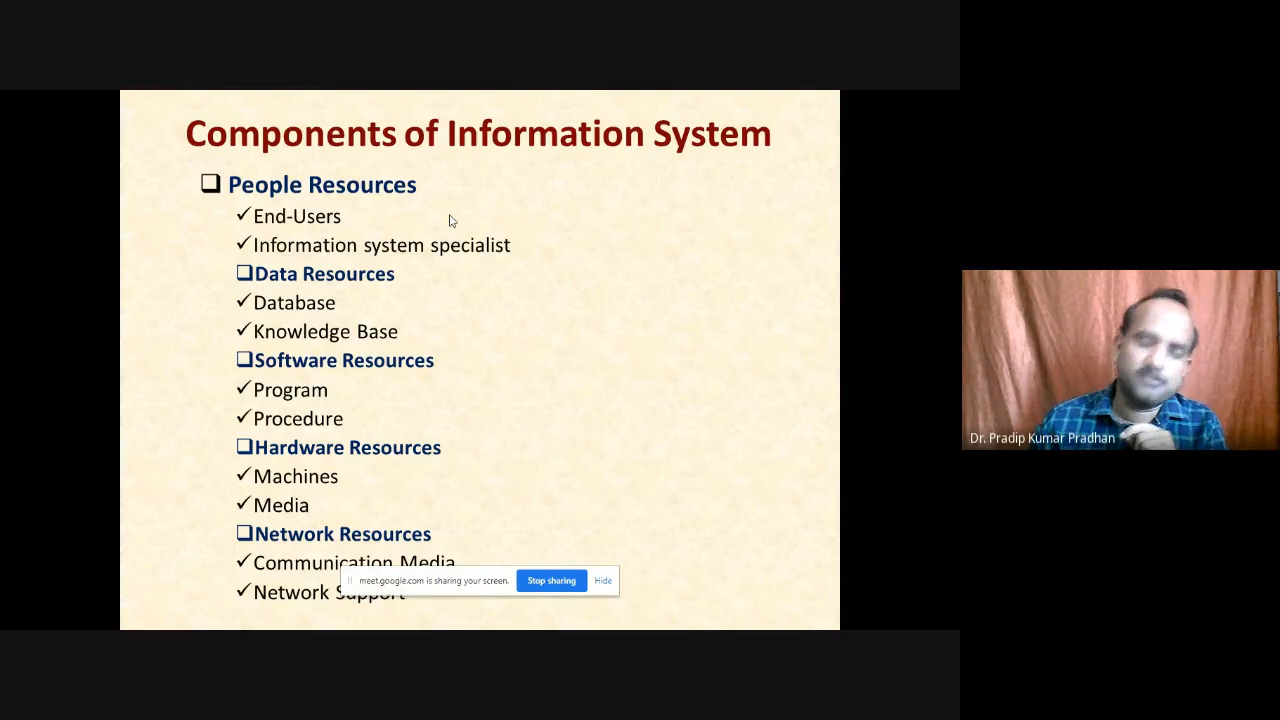 Components of Information System
People Resources
End-Users
Information system specialist
Data Resources
Database
Knowledge Base
Software Resources
Program
Procedure
Hardware Resources
Machines
Media
Network Resources
Communication Media
meet.google.com is sharing your screen. Stop sharing Hide
Network Support
Dr. Pradip Kumar Pradhan